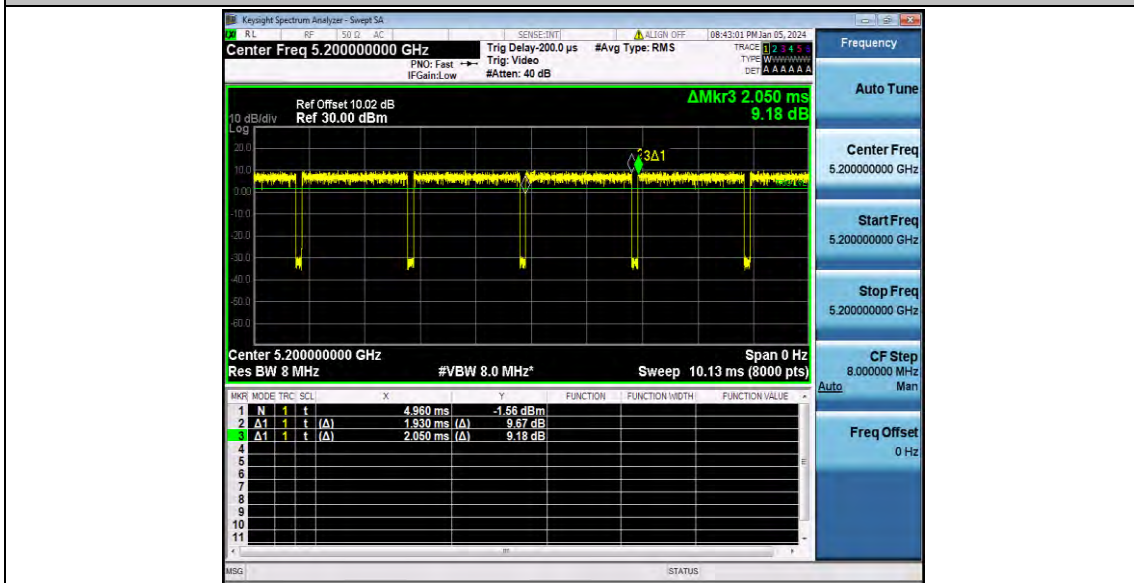 Keysight Spectrum Analyzer - Swept SA
RL RF 50 Ω AC SENSE:INT ALIGN OFF 08:43:01 PM Jan 05, 2024
Center Freq 5.200000000 GHz
PNO: Fast
IFGain:Low
Trig Delay-200.0 µs
Trig: Video
#Atten: 40 dB
#Avg Type: RMS
TRACE 1 2 3 4 5 6
TYPE
DET A A A A A A
ΔMkr3 2.050 ms
9.18 dB
Ref Offset 10.02 dB
10 dB/div Ref 30.00 dBm
Log
20.0
10.0
0.00
-10.0
-20.0
-30.0
-40.0
-50.0
-60.0
3Δ1
Center 5.200000000 GHz Span 0 Hz
Res BW 8 MHz #VBW 8.0 MHz* Sweep 10.13 ms (8000 pts)
MKR MODE TRC SCL X Y FUNCTION FUNCTION WIDTH FUNCTION VALUE
1 N 1 t 4.960 ms -1.56 dBm
2 Δ1 1 t (Δ) 1.930 ms (Δ) 9.67 dB
3 Δ1 1 t (Δ) 2.050 ms (Δ) 9.18 dB
4
5
6
7
8
9
10
11
MSG STATUS
Frequency
Auto Tune
Center Freq
5.200000000 GHz
Start Freq
5.200000000 GHz
Stop Freq
5.200000000 GHz
CF Step
8.000000 MHz
Auto Man
Freq Offset
0 Hz